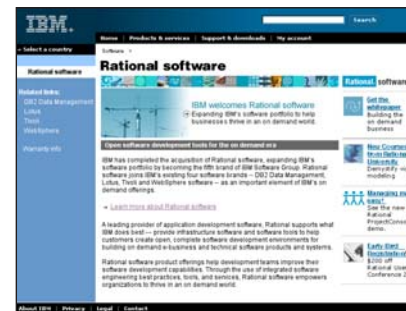 IBM.
Search
Home | Products & services | Support & downloads | My account
Select a country
Software
Rational software
Rational software
Related links:
DB2 Data Management
Lotus
Tivoli
WebSphere
Warranty info
IBM welcomes Rational software
Expanding IBM's software portfolio to help
businesses thrive in an on demand world.
Open software development tools for the on demand era
IBM has completed the acquisition of Rational software, expanding IBM's
software portfolio by becoming the fifth brand of IBM Software Group. Rational
software joins IBM's existing four software brands – DB2 Data Management,
Lotus, Tivoli and WebSphere software – as an important element of IBM's on
demand offerings.
Learn more about Rational software
A leading provider of application development software, Rational supports what
IBM does best — provide infrastructure software and software tools to help
customers create open, complete software development environments for
building on demand e-business and technical software products and systems.
Rational software product offerings help development teams improve their
software development capabilities. Through the use of integrated software
engineering best practices, tools, and services, Rational software empowers
organizations to thrive in an on demand world.
Rational. software
Get the
whitepaper
Building the
on demand
business
New Courses
from Rational
University
Demystify
modeling
Managing
easy?
See the new
Rational
ProjectConsole
demo.
Early-Bird
$200 off
Rational User
Conference
About IBM | Privacy | Legal | Contact